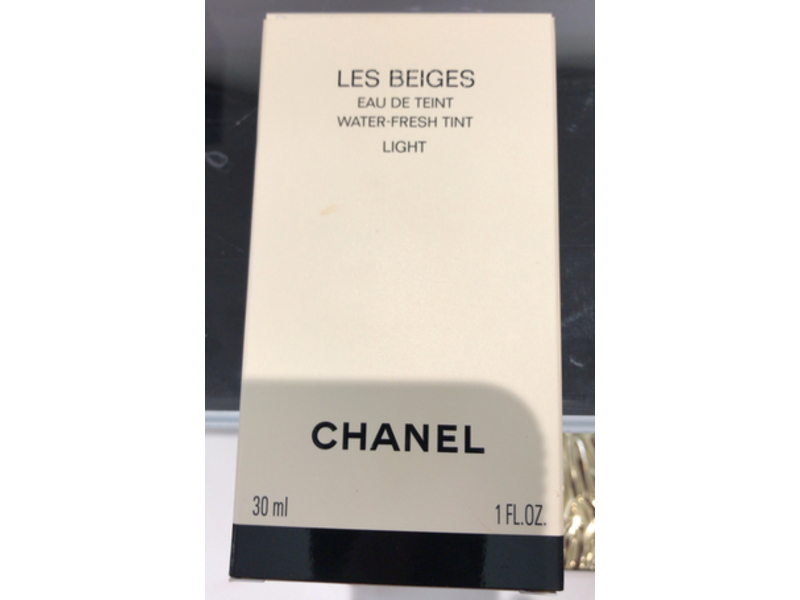 LES BEIGES
EAU DE TEINT
WATER-FRESH TINT
LIGHT
CHANEL
30 ml 1 FL.OZ.